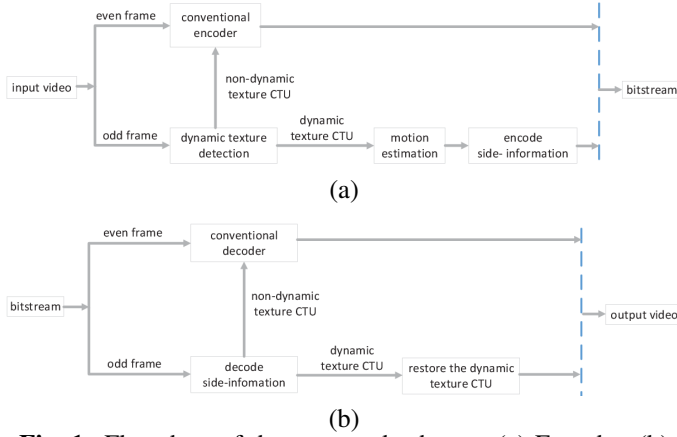 even frame
conventional
encoder
non-dynamic
texture CTU
input video
bitstream
dynamic
texture CTU
odd frame
dynamic texture
detection
motion
estimation
encode
side- information
(a)
even frame
conventional
decoder
non-dynamic
texture CTU
bitstream
output video
dynamic
texture CTU
odd frame
decode
side-infomation
restore the dynamic
texture CTU
(b)